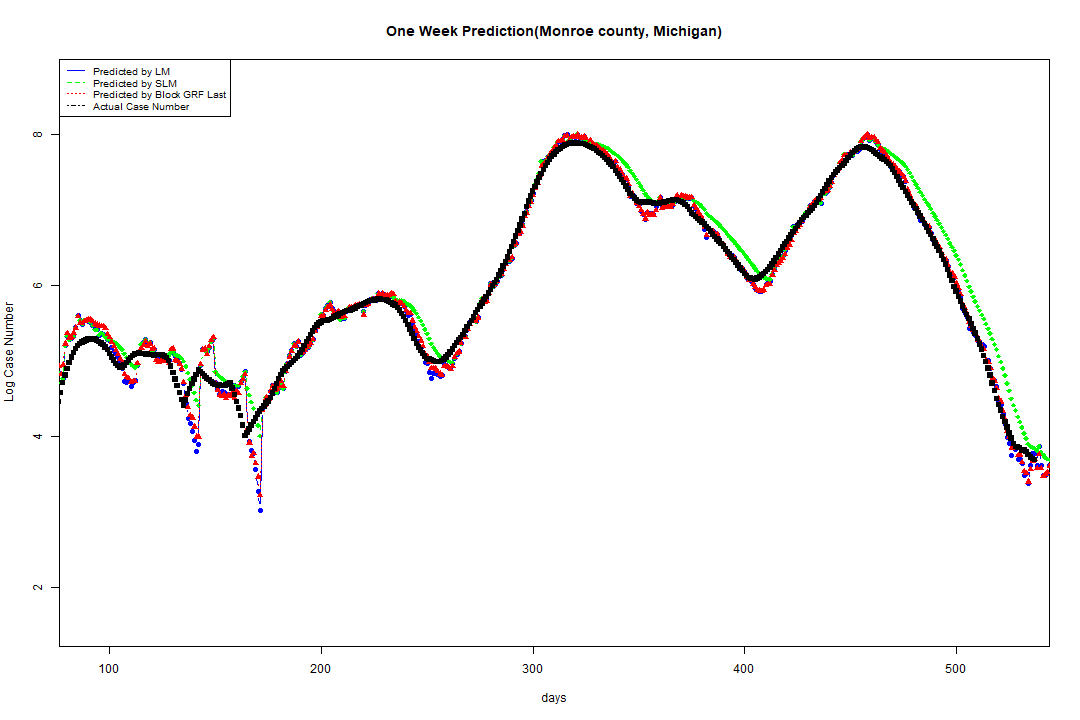 One Week Prediction(Monroe county, Michigan)
Predicted by LM
Predicted by SLM
Predicted by Block GRF Last
Actual Case Number
8
6
4
2
Log Case Number
100 200 300 400 500
days